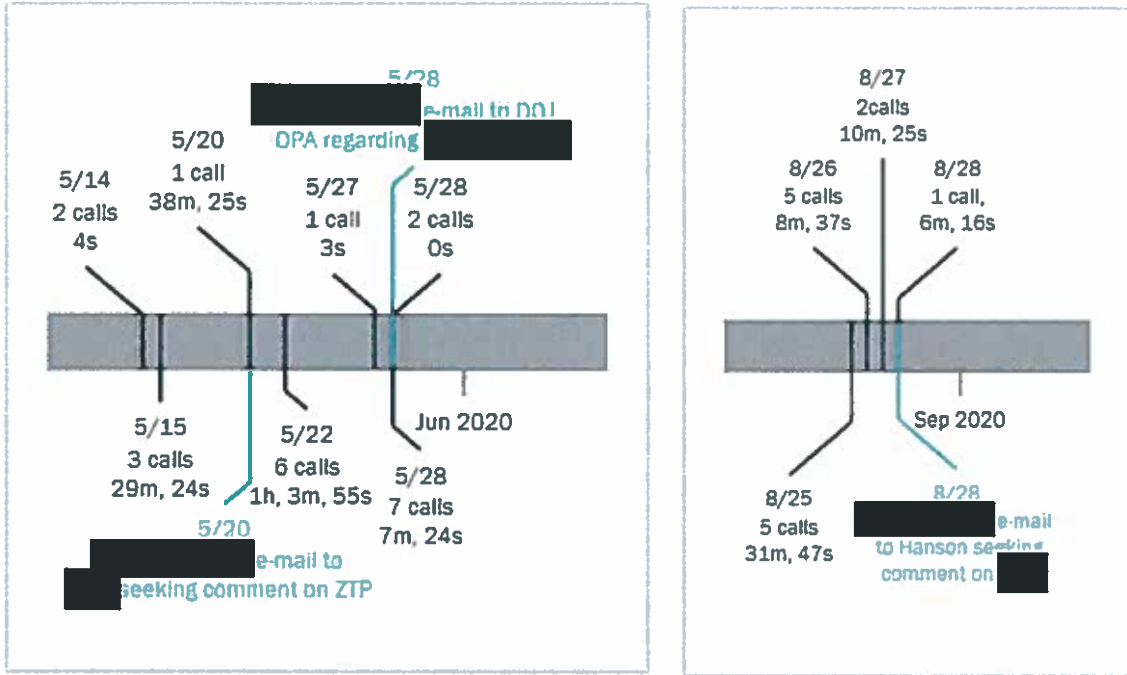 5/28
e-mail to DOJ
OPA regarding
5/14
2 calls
4s
5/20
1 call
38m, 25s
5/27
1 call
3s
5/28
2 calls
0s
5/15
3 calls
29m, 24s
5/20
e-mail to
seeking comment on ZTP
5/22
6 calls
1h, 3m, 55s
5/28
7 calls
7m, 24s
Jun 2020
8/27
2calls
10m, 25s
8/26
5 calls
8m, 37s
8/28
1 call,
6m, 16s
8/25
5 calls
31m, 47s
Sep 2020
8/28
e-mail
to Hanson seeking
comment on